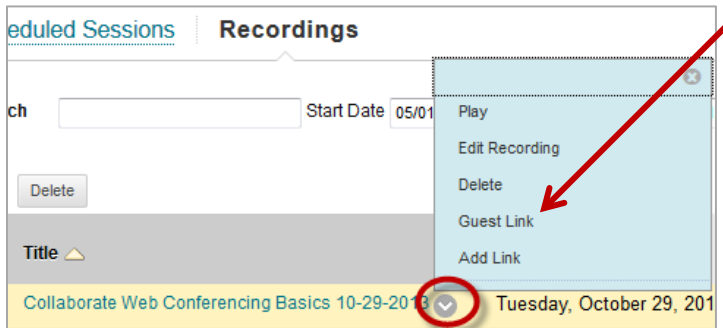 eduled Sessions Recordings
ch Start Date 05/01
Play
Edit Recording
Delete
Delete
Guest Link
Title
Add Link
Collaborate Web Conferencing Basics 10-29-2013 Tuesday, October 29, 201